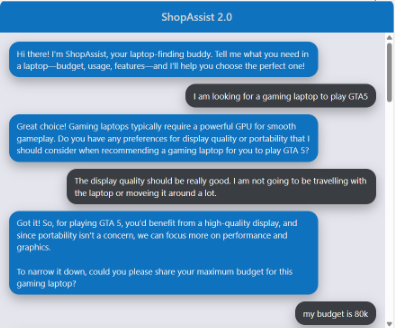 ShopAssist 2.0
Hi there! I'm ShopAssist, your laptop-finding buddy. Tell me what you need in
a laptop—budget, usage, features—and I'll help you choose the perfect one!
I am looking for a gaming laptop to play GTA5
Great choice! Gaming laptops typically require a powerful GPU for smooth
gameplay. Do you have any preferences for display quality or portability that I
should consider when recommending a gaming laptop for you to play GTA 5?
The display quality should be really good. I am not going to be travelling with
the laptop or moveing it around a lot.
Got it! So, for playing GTA 5, you'd benefit from a high-quality display, and
since portability isn't a concern, we can focus more on performance and
graphics.
To narrow it down, could you please share your maximum budget for this
gaming laptop?
my budget is 80k